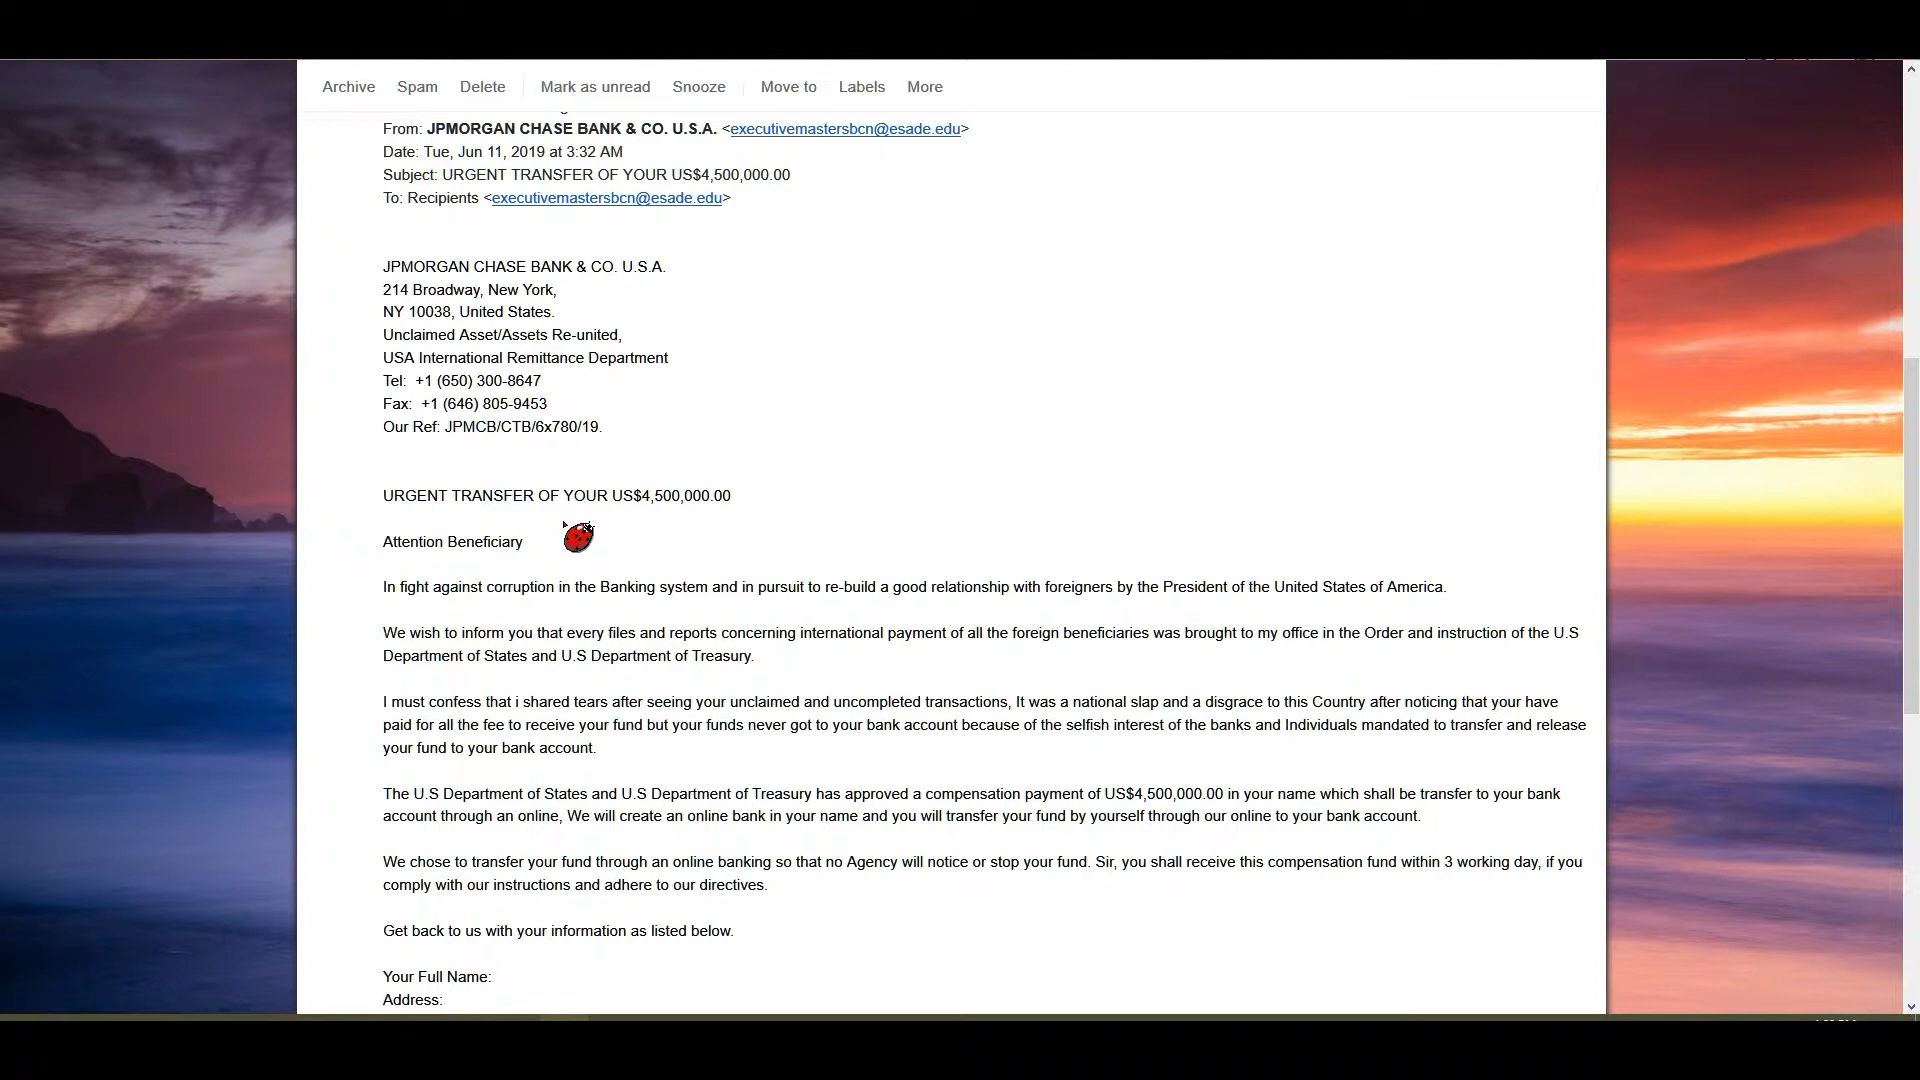 Archive Spam Delete Mark as unread Snooze Move to Labels More
From: JPMORGAN CHASE BANK & CO. U.S.A. <executivemastersbcn@esade.edu>
Date: Tue, Jun 11, 2019 at 3:32 AM
Subject: URGENT TRANSFER OF YOUR US$4,500,000.00
To: Recipients <executivemastersbcn@esade.edu>
JPMORGAN CHASE BANK & CO. U.S.A.
214 Broadway, New York,
NY 10038, United States.
Unclaimed Asset/Assets Re-united,
USA International Remittance Department
Tel:  +1 (650) 300-8647
Fax:  +1 (646) 805-9453
Our Ref: JPMCB/CTB/6x780/19.
URGENT TRANSFER OF YOUR US$4,500,000.00
Attention Beneficiary
In fight against corruption in the Banking system and in pursuit to re-build a good relationship with foreigners by the President of the United States of America.
We wish to inform you that every files and reports concerning international payment of all the foreign beneficiaries was brought to my office in the Order and instruction of the U.S
Department of States and U.S Department of Treasury.
I must confess that i shared tears after seeing your unclaimed and uncompleted transactions, It was a national slap and a disgrace to this Country after noticing that your have
paid for all the fee to receive your fund but your funds never got to your bank account because of the selfish interest of the banks and Individuals mandated to transfer and release
your fund to your bank account.
The U.S Department of States and U.S Department of Treasury has approved a compensation payment of US$4,500,000.00 in your name which shall be transfer to your bank
account through an online, We will create an online bank in your name and you will transfer your fund by yourself through our online to your bank account.
We chose to transfer your fund through an online banking so that no Agency will notice or stop your fund. Sir, you shall receive this compensation fund within 3 working day, if you
comply with our instructions and adhere to our directives.
Get back to us with your information as listed below.
Your Full Name:
Address: